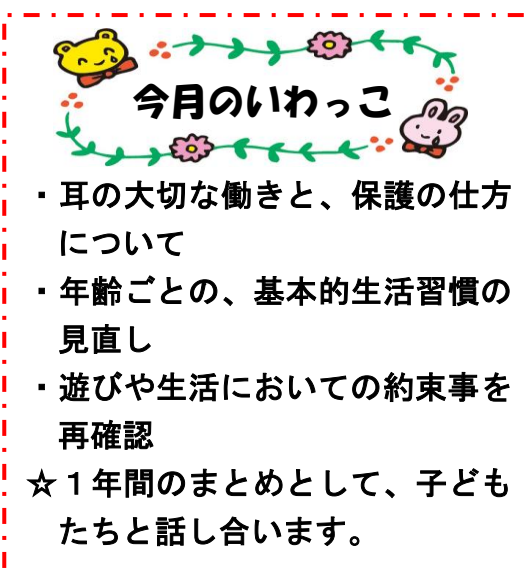 今月のいわっこ
・耳の大切な働きと、保護の仕方
について
・年齢ごとの、基本的生活習慣の
見直し
・遊びや生活においての約束事を
再確認
☆１年間のまとめとして、子ども
たちと話し合います。